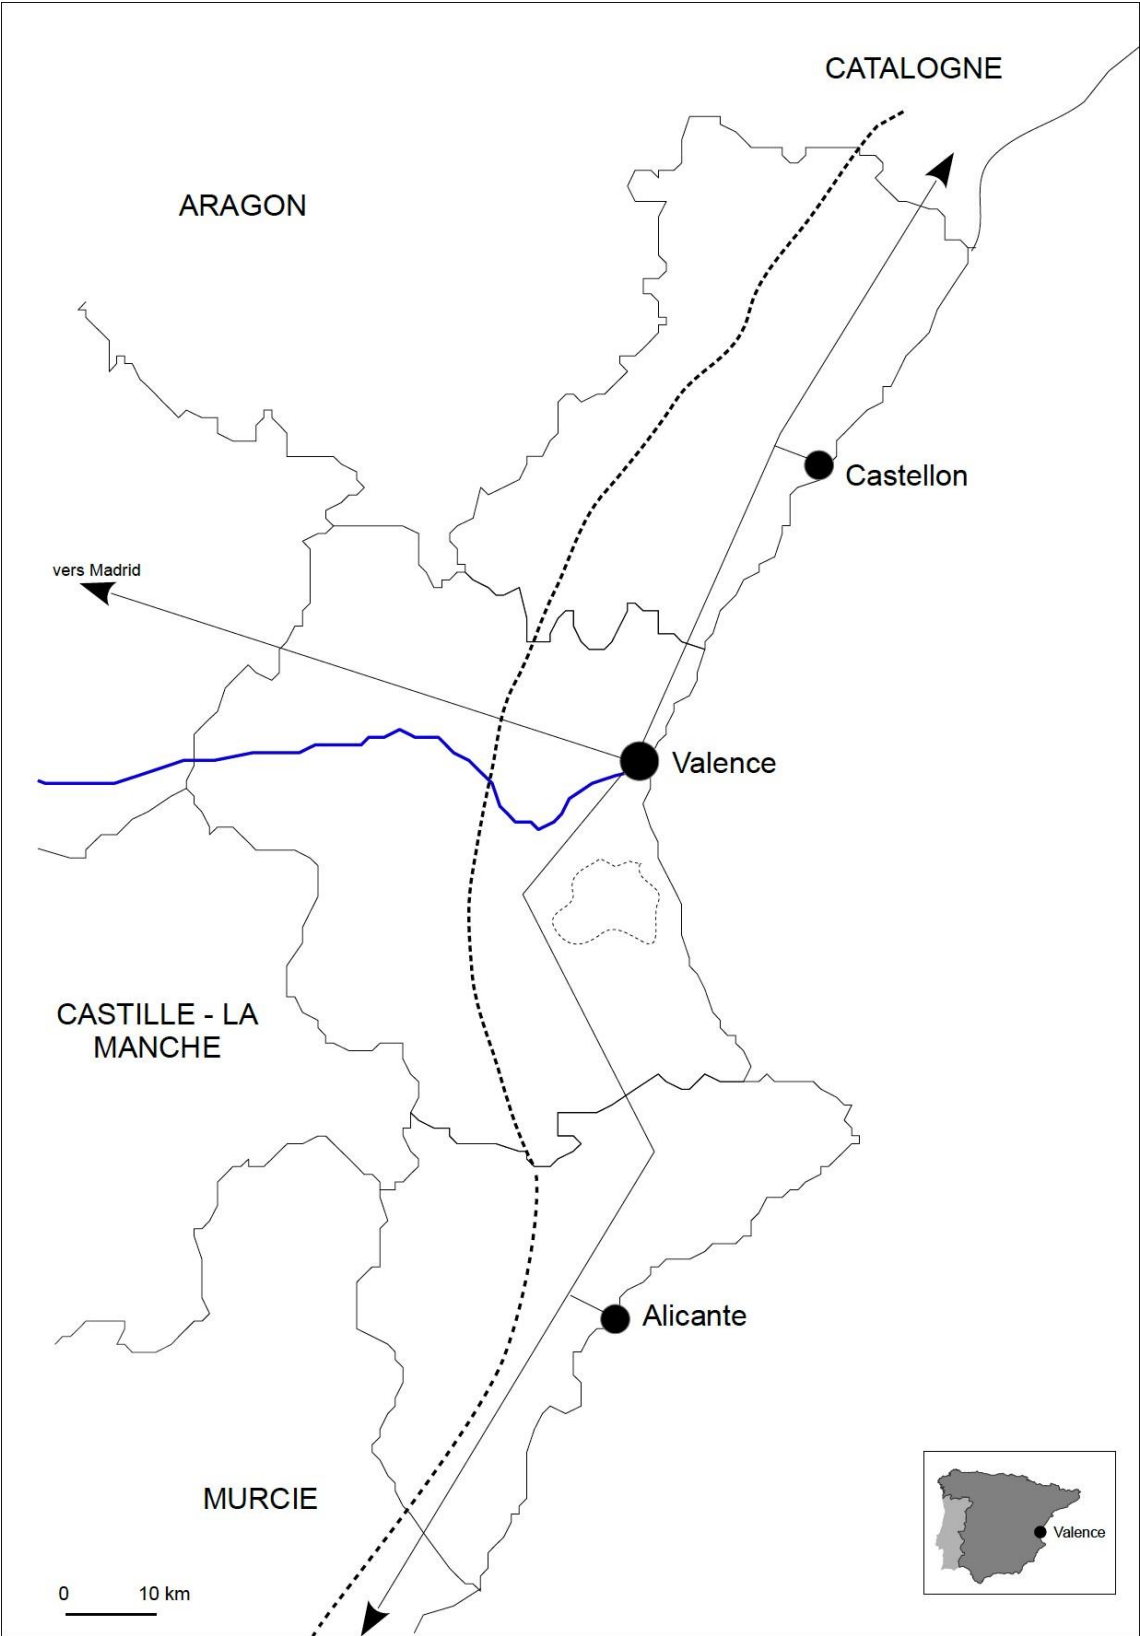 CATALOGNE
ARAGON
Castellon
vers Madrid
Valence
CASTILLE - LA
MANCHE
Alicante
MURCIE
Valence
0 10 km